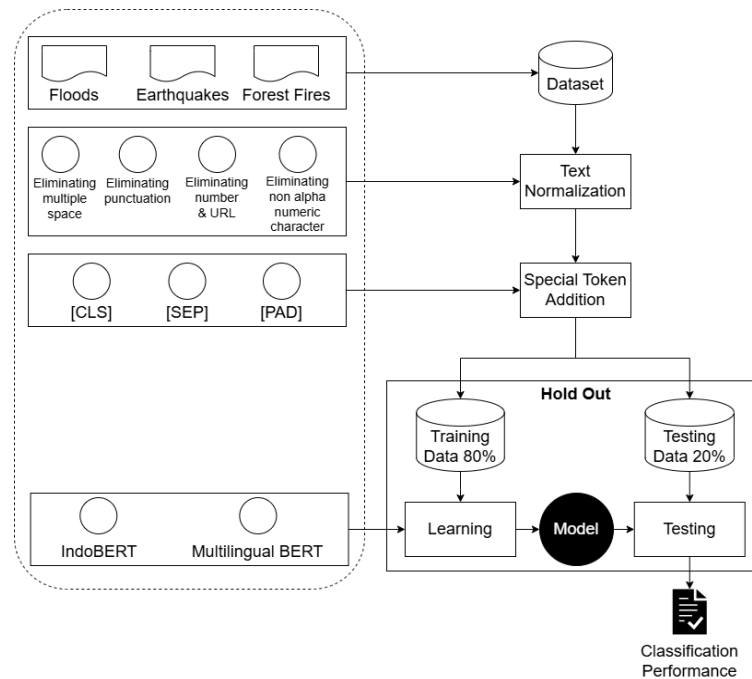 Floods
Earthquakes
Forest Fires
Dataset
Eliminating
multiple
space
Eliminating
punctuation
Eliminating
number
& URL
Eliminating
non alpha
numeric
character
Text
Normalization
[CLS]
[SEP]
[PAD]
Special Token
Addition
Hold Out
Training
Data 80%
Testing
Data 20%
IndoBERT
Multilingual BERT
Learning
Model
Testing
Classification
Performance